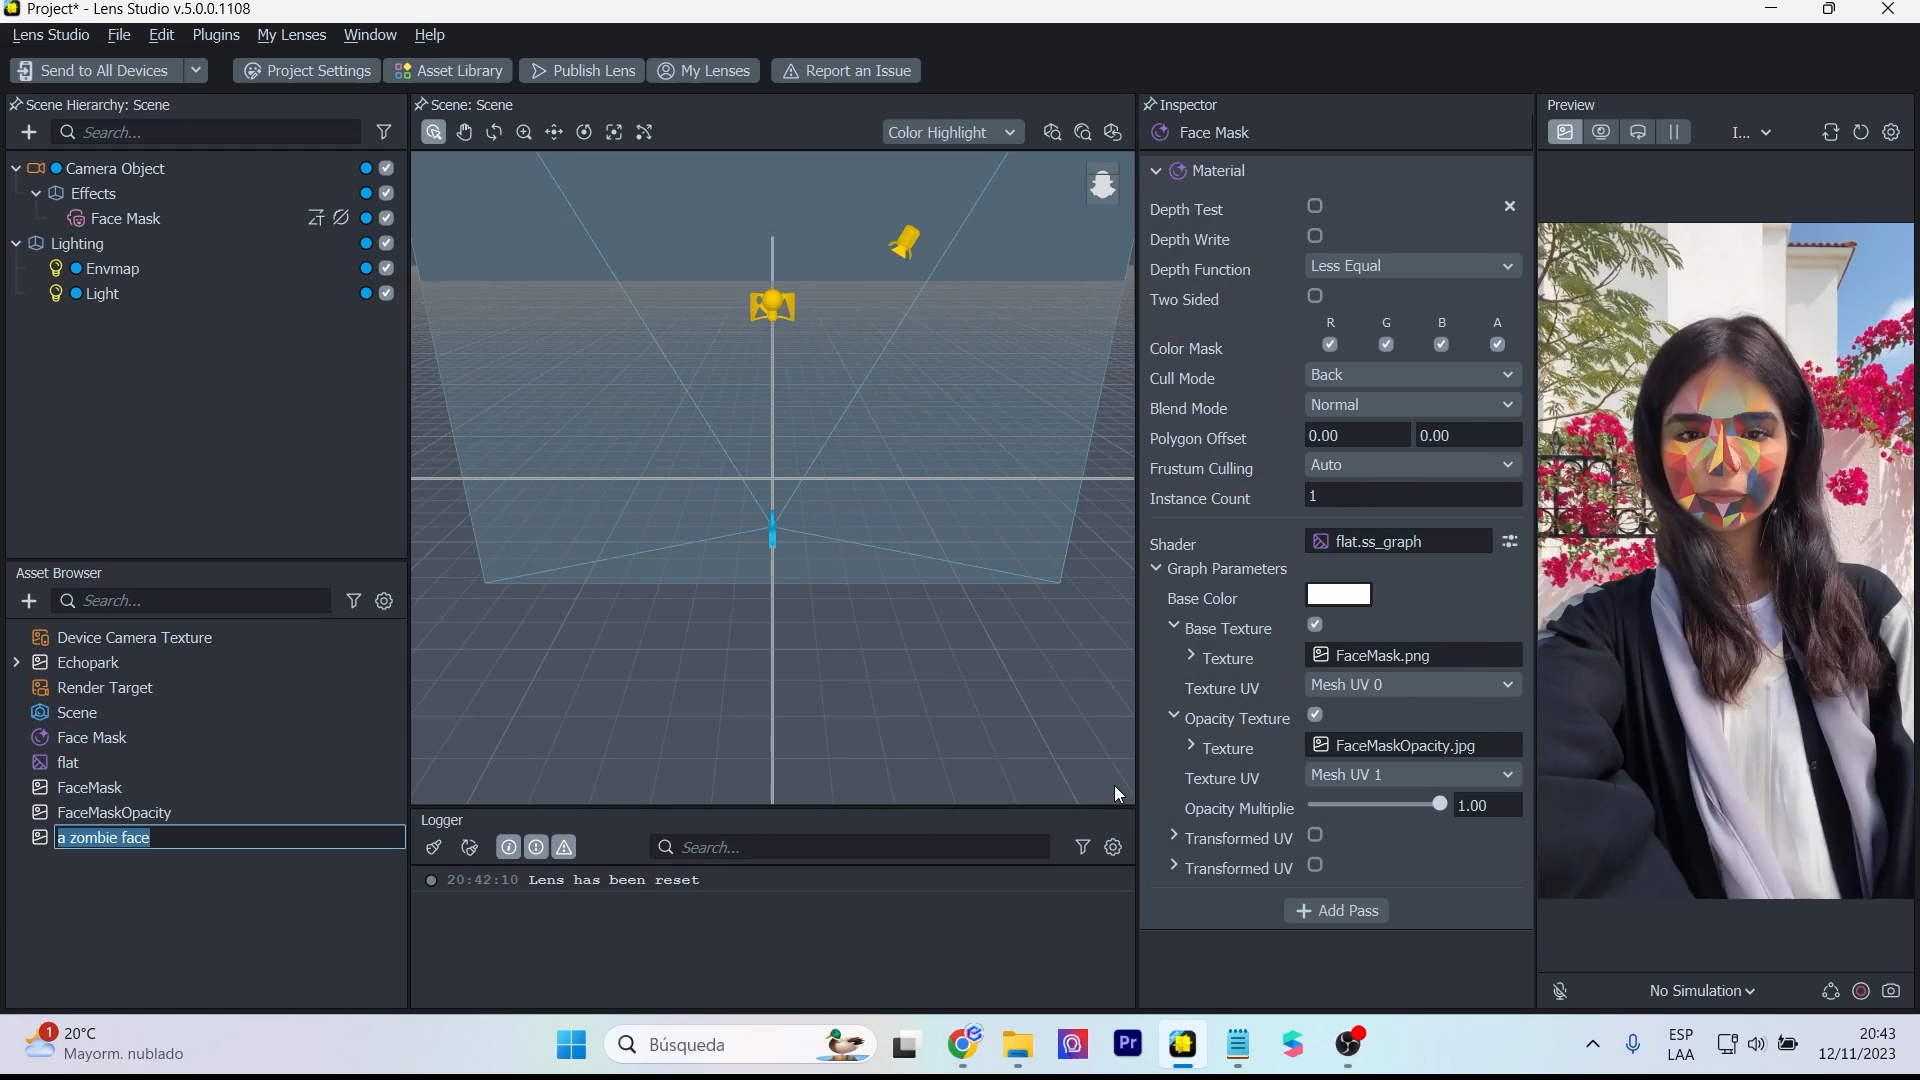 Project* - Lens Studio v.5.0.0.1108
Lens Studio File Edit Plugins My Lenses Window Help
Send to All Devices Project Settings Asset Library Publish Lens My Lenses Report an Issue
Scene Hierarchy: Scene
Search...
Camera Object
Effects
Face Mask
Lighting
Envmap
Light
Asset Browser
Search...
Device Camera Texture
Echopark
Render Target
Scene
Face Mask
flat
FaceMask
FaceMaskOpacity
a zombie face
Scene: Scene
Color Highlight
Logger
Search...
20:42:10 Lens has been reset
Inspector
Face Mask
Material
Depth Test
Depth Write
Depth Function Less Equal
Two Sided
R G B A
Color Mask
Cull Mode Back
Blend Mode Normal
Polygon Offset 0.00 0.00
Frustum Culling Auto
Instance Count 1
Shader flat.ss_graph
Graph Parameters
Base Color
Base Texture
Texture FaceMask.png
Texture UV Mesh UV 0
Opacity Texture
Texture FaceMaskOpacity.jpg
Texture UV Mesh UV 1
Opacity Multiplie 1.00
Transformed UV
Transformed UV
Add Pass
Preview
I...
No Simulation
1
20°C
Mayorm. nublado
Búsqueda
Pr
ESP
LAA
20:43
12/11/2023